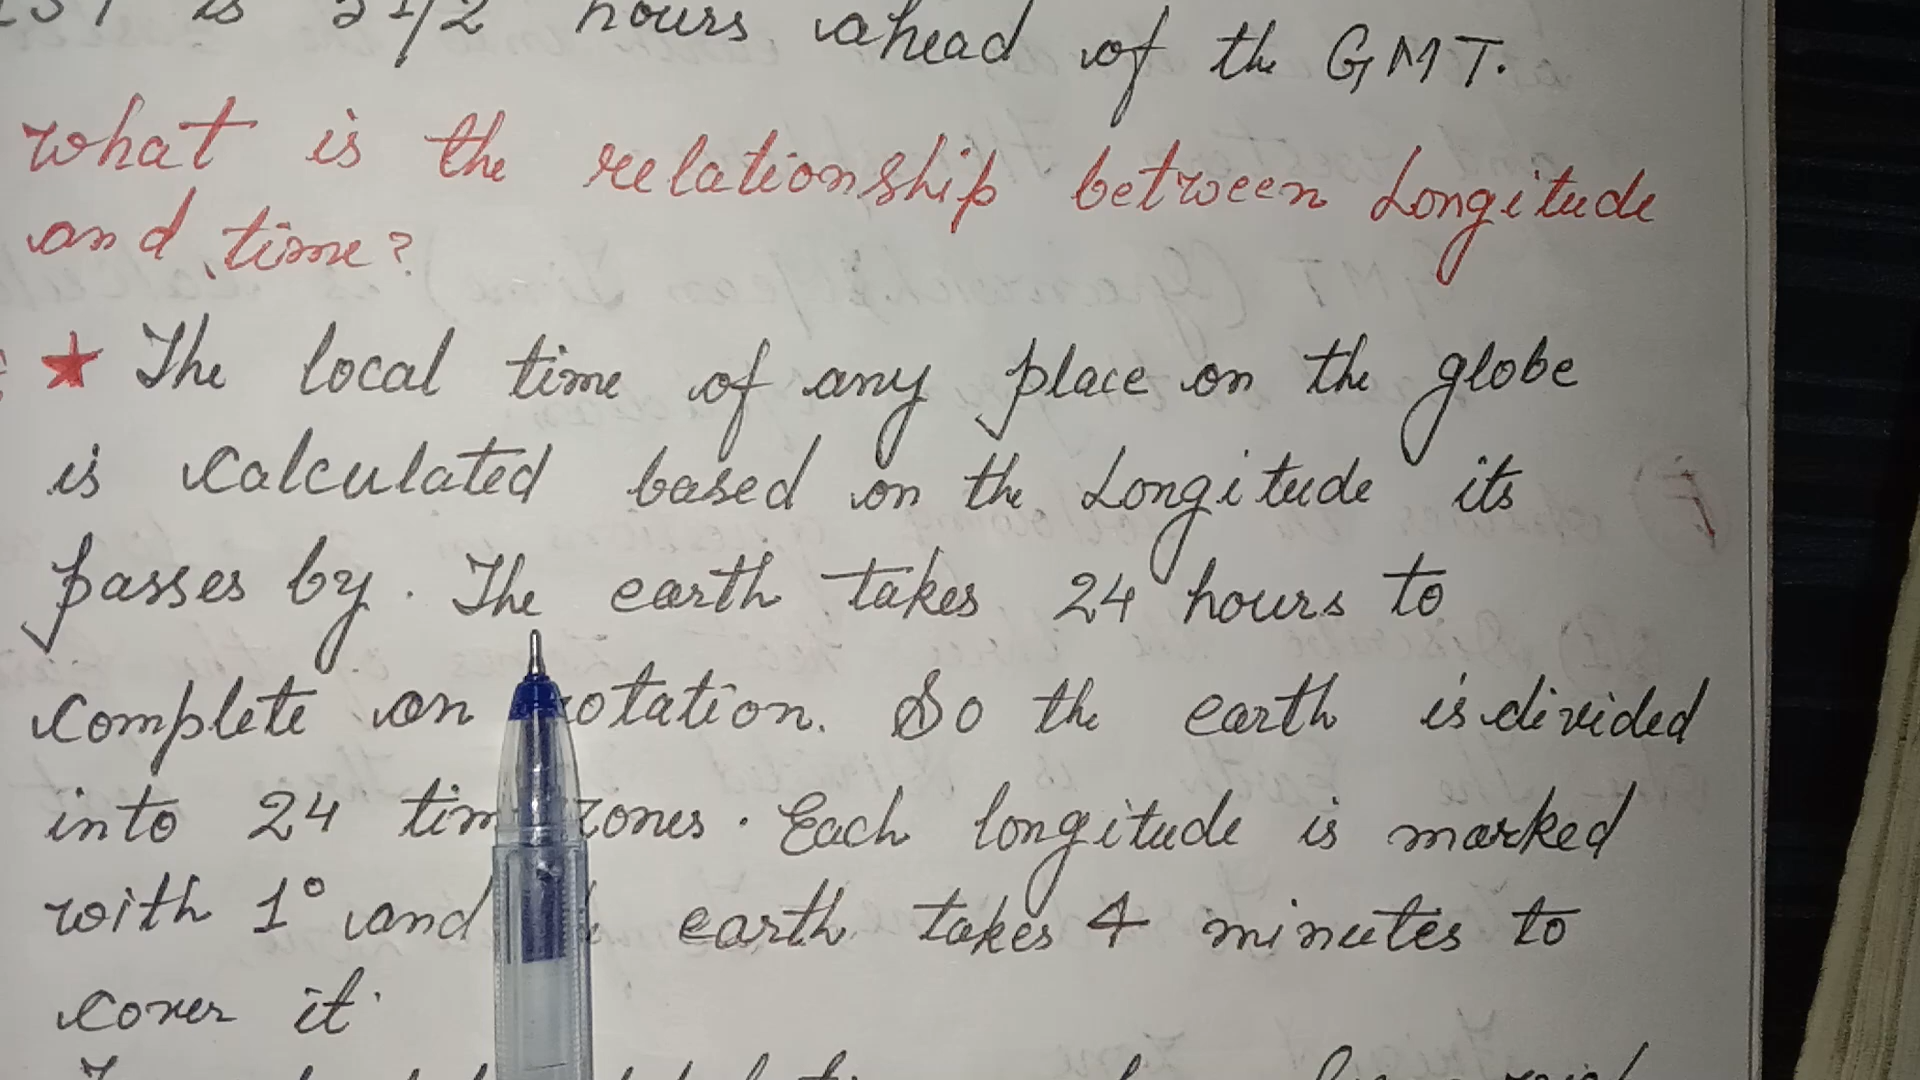 is 5 1/2 hours ahead of the GMT.
what is the relationship between Longitude
and time?
★ The local time of any place on the globe
is calculated based on the Longitude its
passes by. The earth takes 24 hours to
complete on rotation. So the earth is divided
into 24 tim zones. Each longitude is marked
with 1° and earth takes 4 minutes to
cover it.